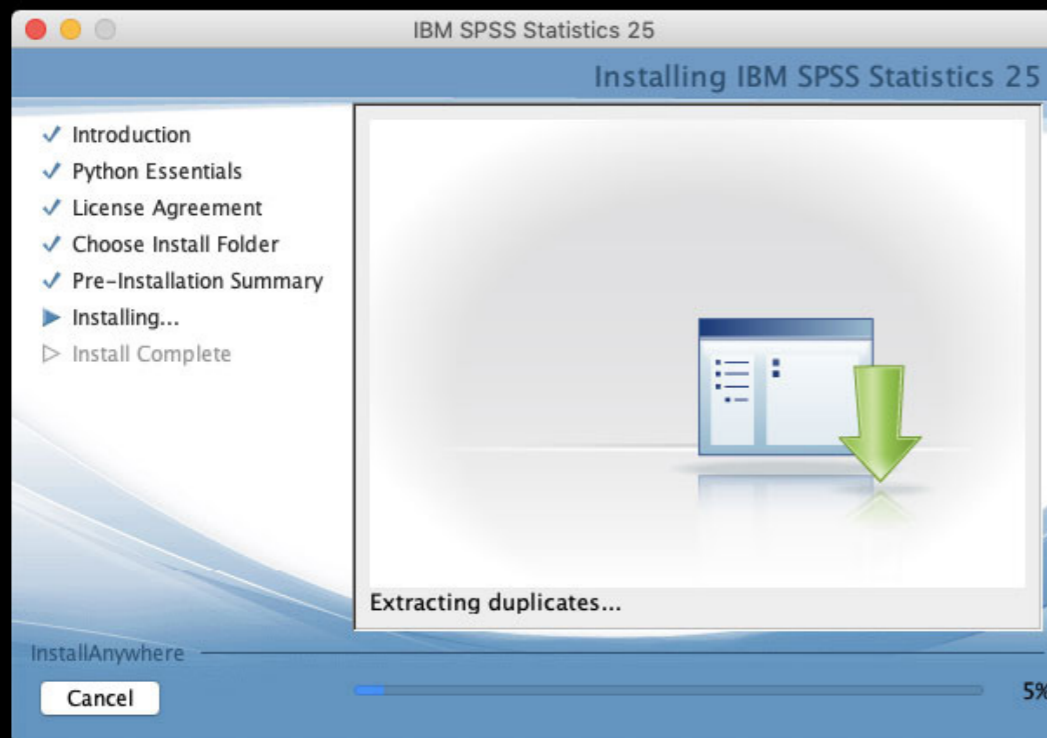 IBM SPSS Statistics 25
Installing IBM SPSS Statistics 25
Introduction
Python Essentials
License Agreement
Choose Install Folder
Pre-Installation Summary
Installing...
Install Complete
Extracting duplicates...
InstallAnywhere
Cancel
5%